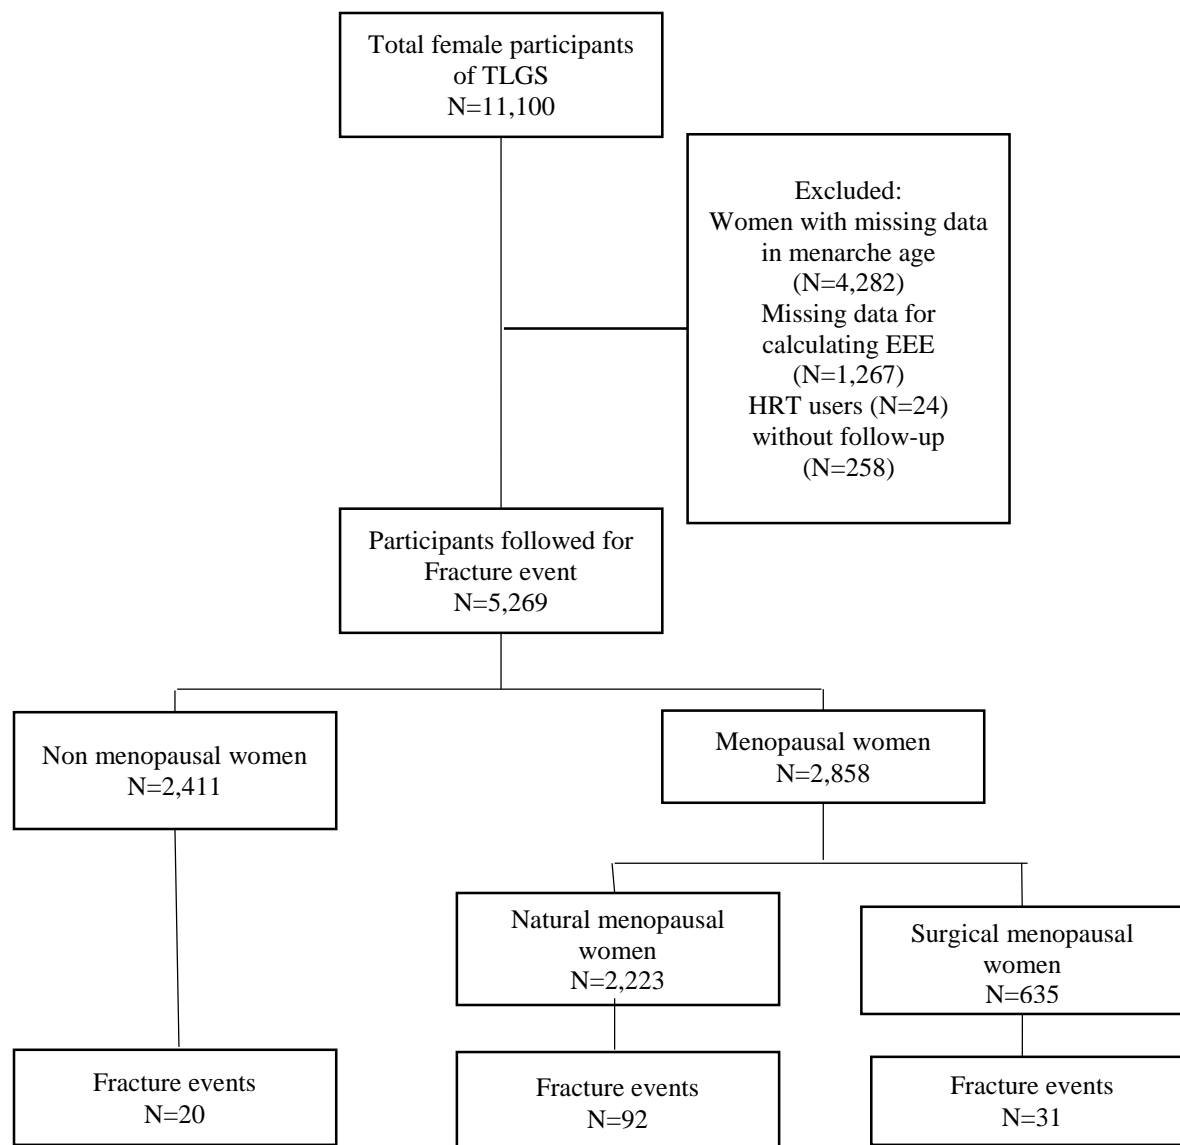 Total female participants
of TLGS
N=11,100
Excluded:
Women with missing data
in menarche age
(N=4,282)
Missing data for
calculating EEE
(N=1,267)
HRT users (N=24)
without follow-up
(N=258)
Participants followed for
Fracture event
N=5,269
Non menopausal women
N=2,411
Menopausal women
N=2,858
Natural menopausal
women
N=2,223
Surgical menopausal
women
N=635
Fracture events
N=20
Fracture events
N=92
Fracture events
N=31